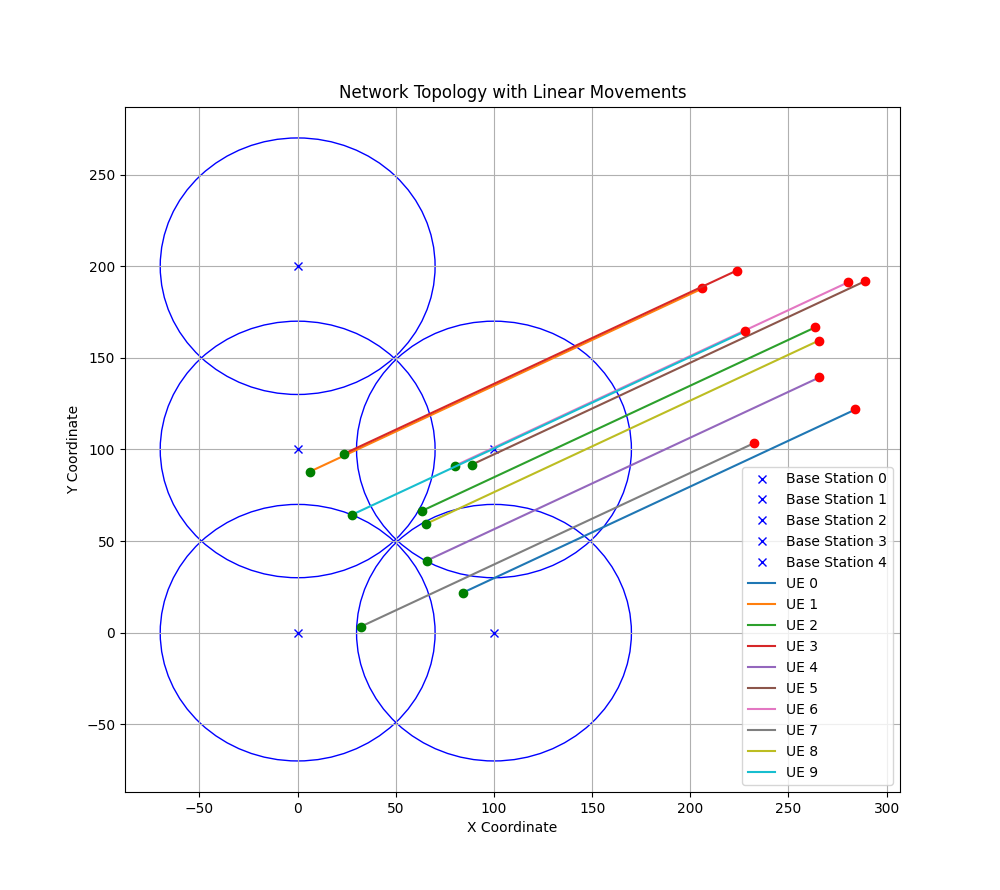 Network Topology with Linear Movements
Y Coordinate
250
200
150
100
50
0
−50
−50 0 50 100 150 200 250 300
X Coordinate
Base Station 0
Base Station 1
Base Station 2
Base Station 3
Base Station 4
UE 0
UE 1
UE 2
UE 3
UE 4
UE 5
UE 6
UE 7
UE 8
UE 9